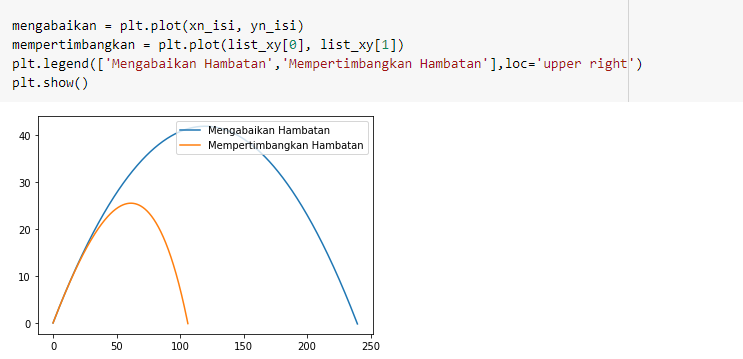 mengabaikan = plt.plot(xn_isi, yn_isi)
mempertimbangkan = plt.plot(list_xy[0], list_xy[1])
plt.legend(['Mengabaikan Hambatan','Mempertimbangkan Hambatan'],loc='upper right')
plt.show()
Mengabaikan Hambatan
Mempertimbangkan Hambatan
40
30
20
10
0
0 50 100 150 200 250